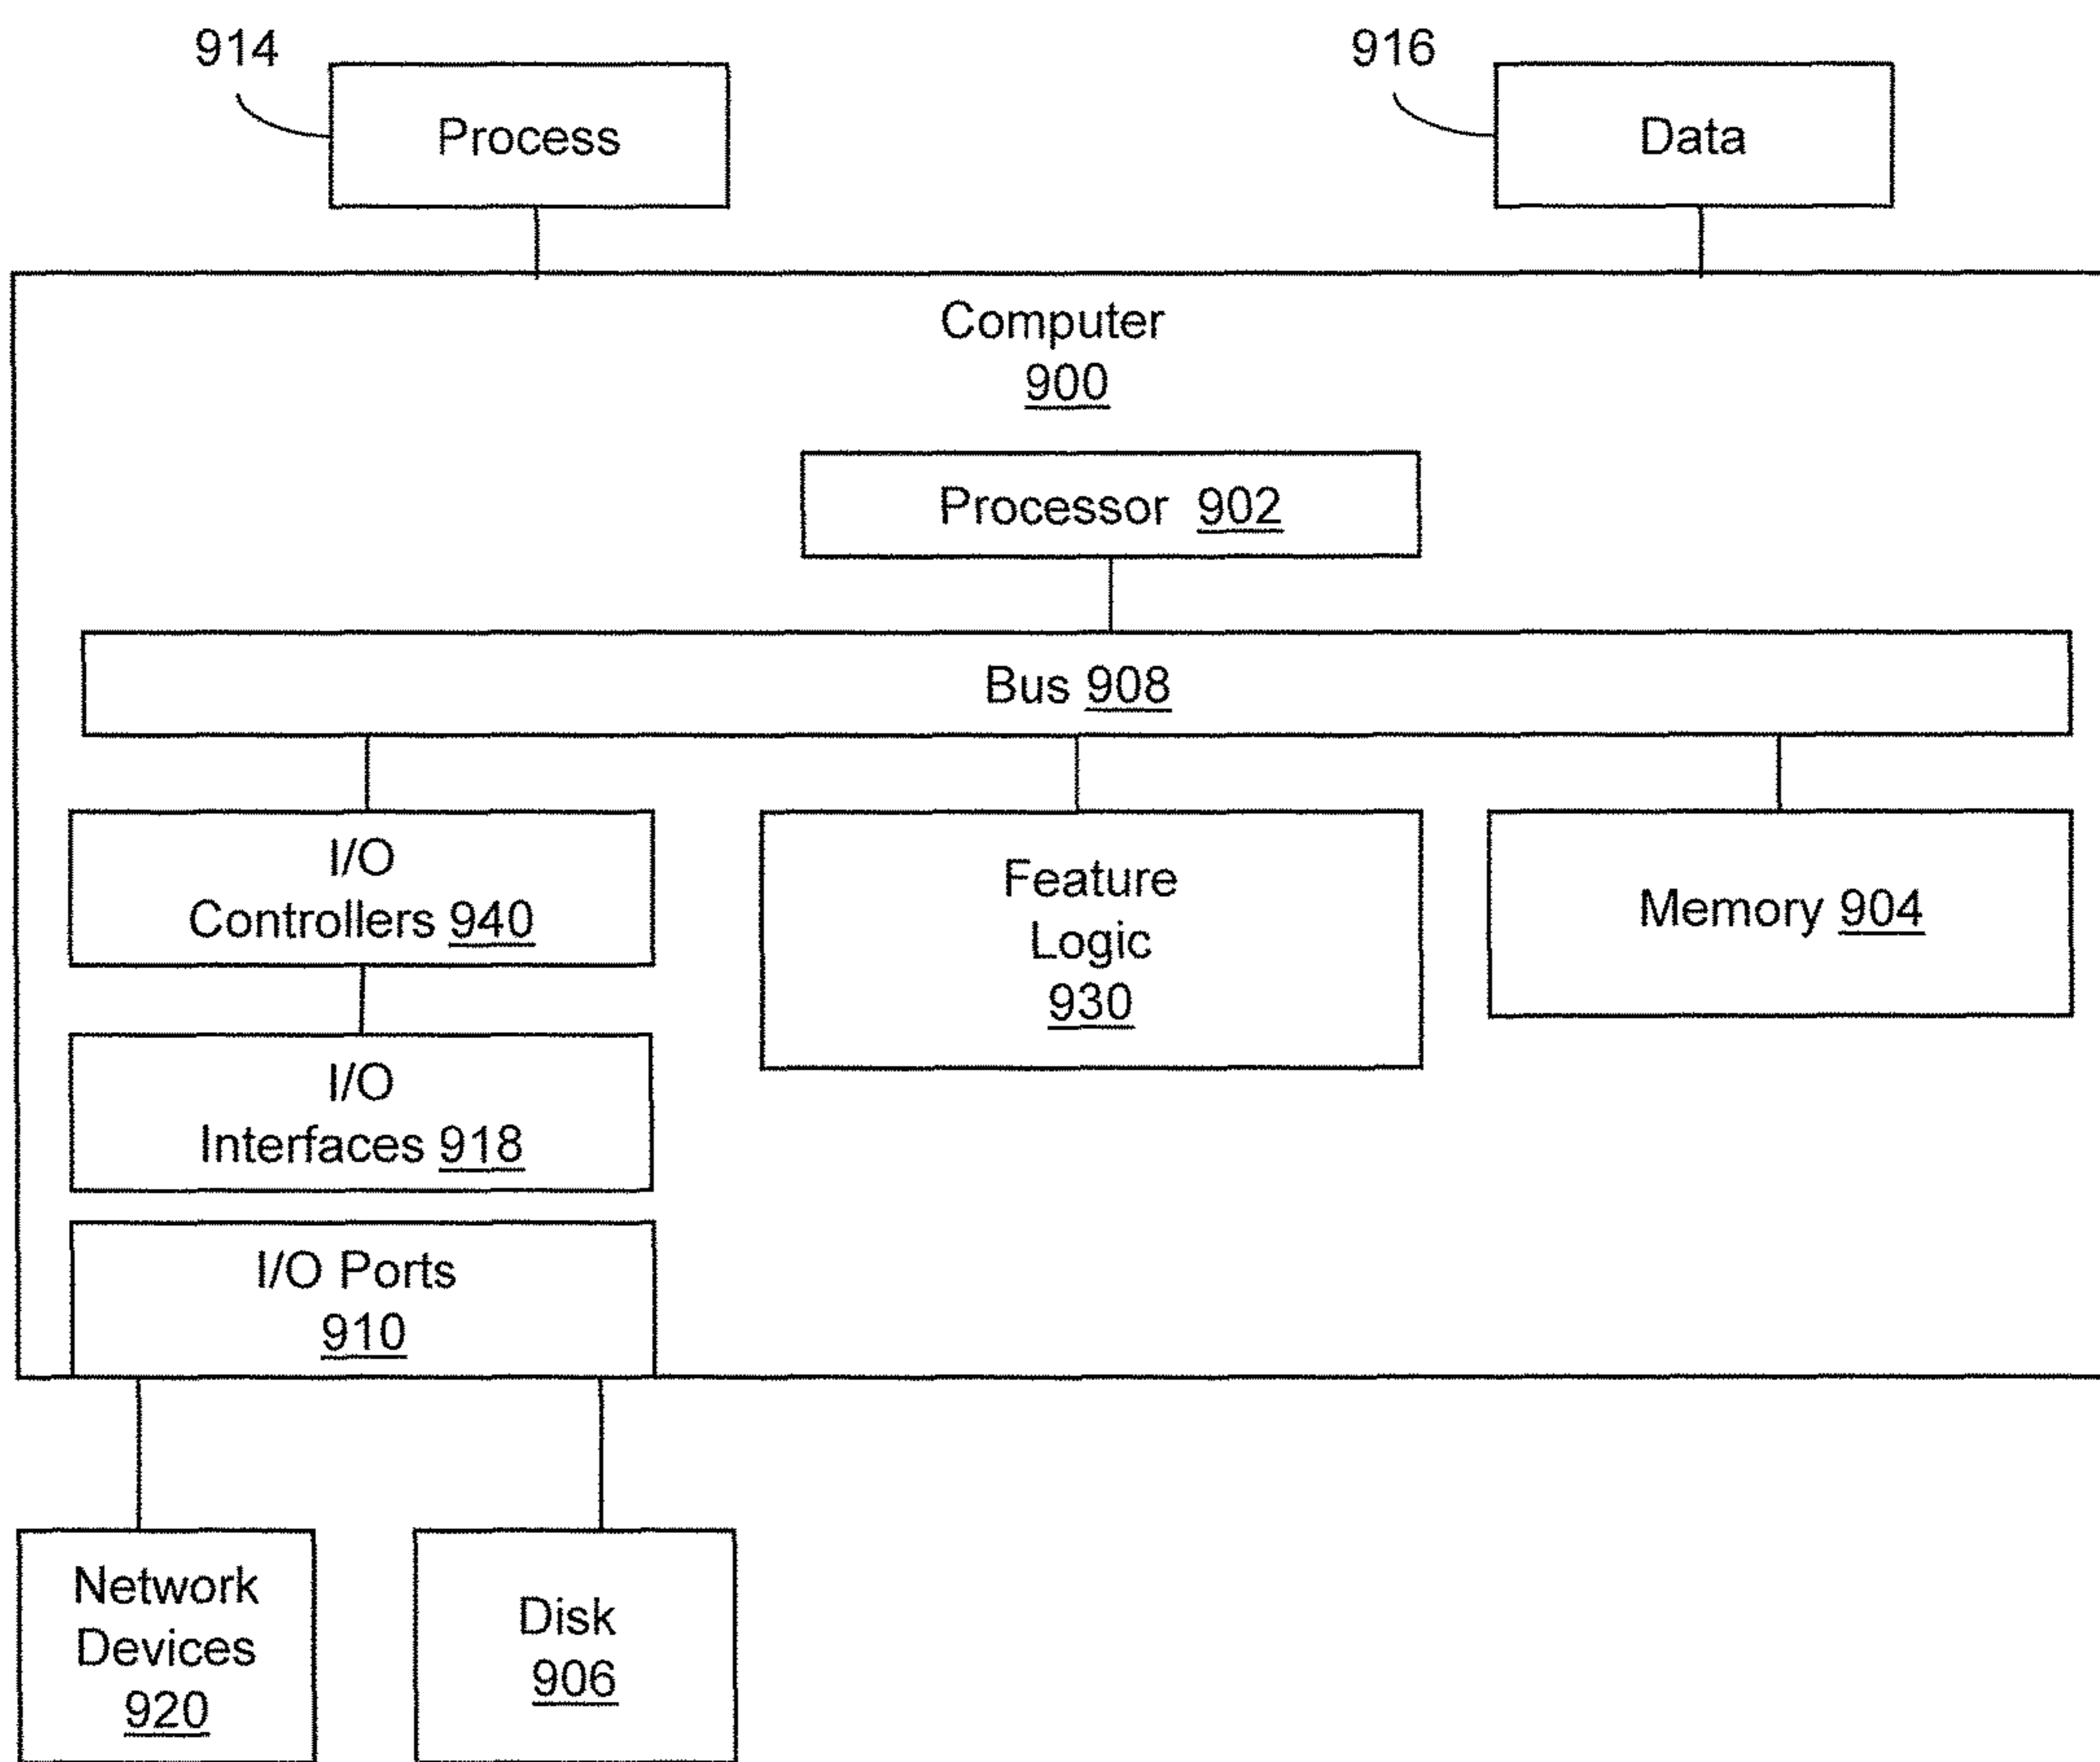 914
Process
916
Data
Computer
900
Processor 902
Bus 908
I/O
Controllers 940
Feature
Logic
930
Memory 904
I/O
Interfaces 918
I/O Ports
910
Network
Devices
920
Disk
906